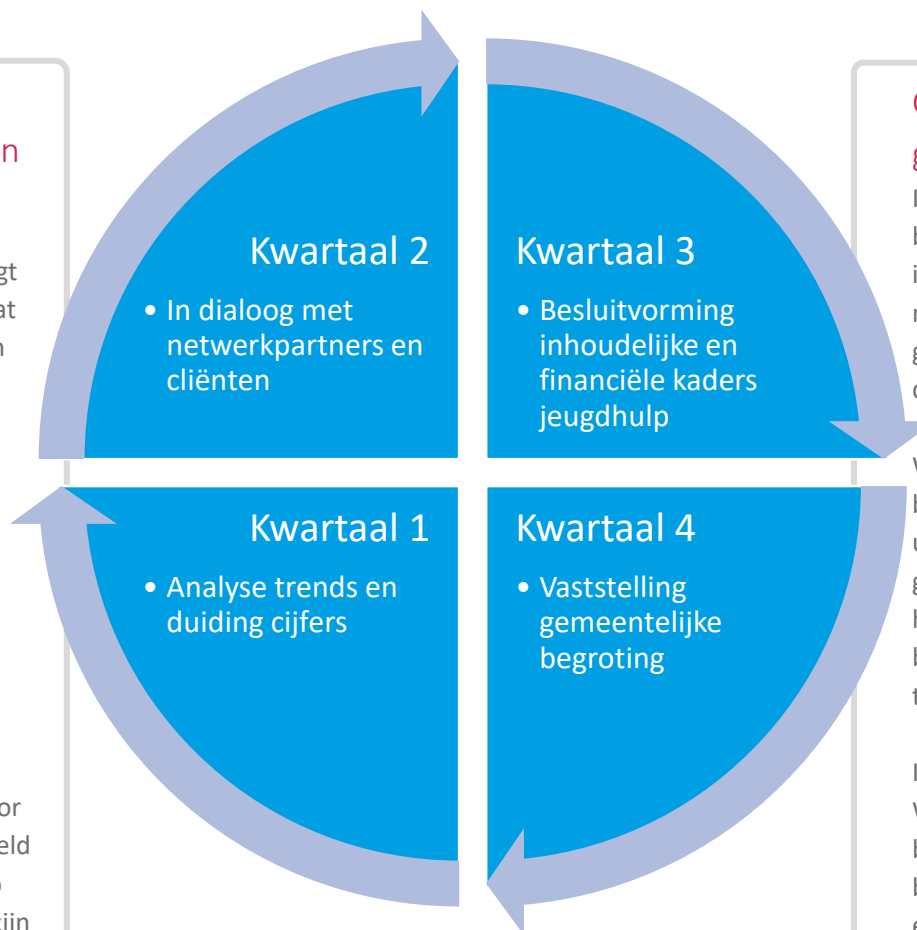 Kwartaal 2
• In dialoog met
netwerkpartners en
cliënten
Kwartaal 3
• Besluitvorming
inhoudelijke en
financiële kaders
jeugdhulp
Kwartaal 1
• Analyse trends en
duiding cijfers
Kwartaal 4
• Vaststelling
gemeentelijke
begroting